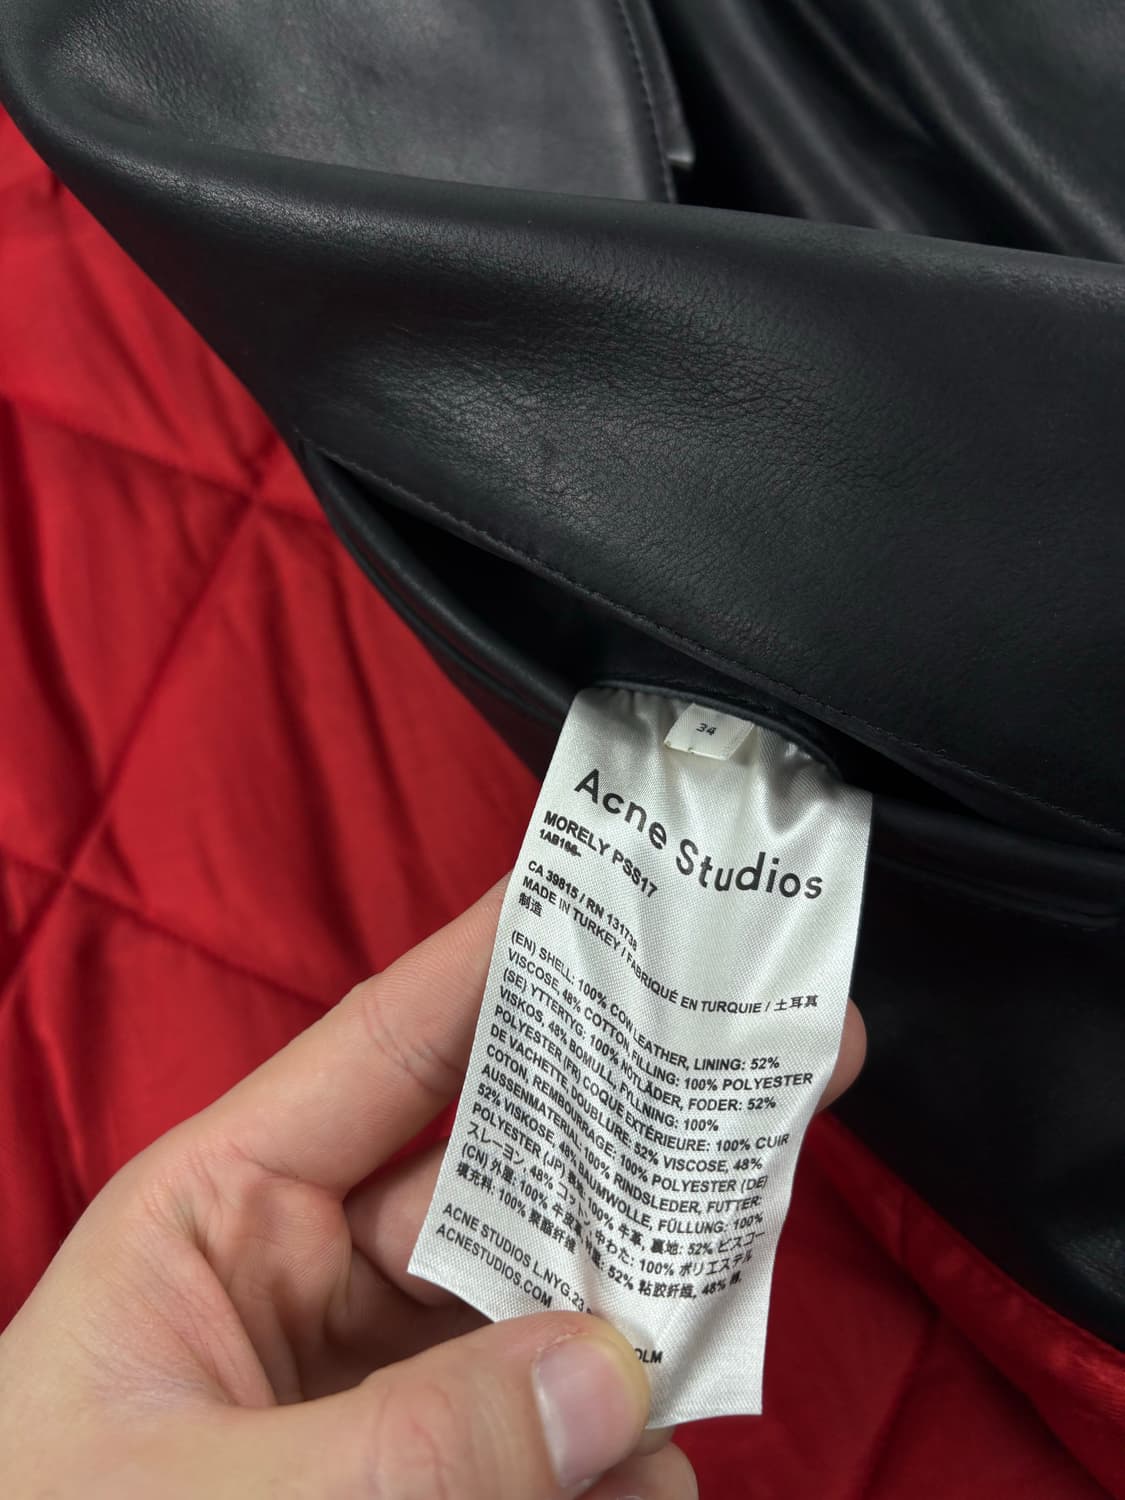 34
Acne Studios
MORELY PSS17
CA 39815 / RN 131738
MADE IN TURKEY / FABRIQUÉ EN TURQUIE / 土耳其
制造
(EN) SHELL: 100% COW LEATHER, LINING: 52%
VISCOSE, 48% COTTON, FILLING: 100% POLYESTER
(SE) YTTERTYG: 100% NÖTLÄDER, FODER: 52%
VISKOS, 48% BOMULL, FYLLNING: 100%
POLYESTER (FR) COQUE EXTÉRIEURE: 100% CUIR
DE VACHETTE, DOUBLURE: 52% VISCOSE, 48%
COTON, REMBOURRAGE: 100% POLYESTER (DE)
AUSSENMATERIAL: 100% RINDSLEDER, FUTTER:
52% VISKOSE, 48% BAUMWOLLE, FÜLLUNG: 100%
POLYESTER (JP) 表地: 100% 牛革, 裏地: 52% ビスコー
スレーヨン, 48% コットン, 中わた: 100% ポリエステル
(CN) 外層: 100% 牛皮革, 52% 粘胶纤维, 48% 棉,
填充料: 100% 聚酯纤维
ACNE STUDIOS L.NYG.23
ACNESTUDIOS.COM